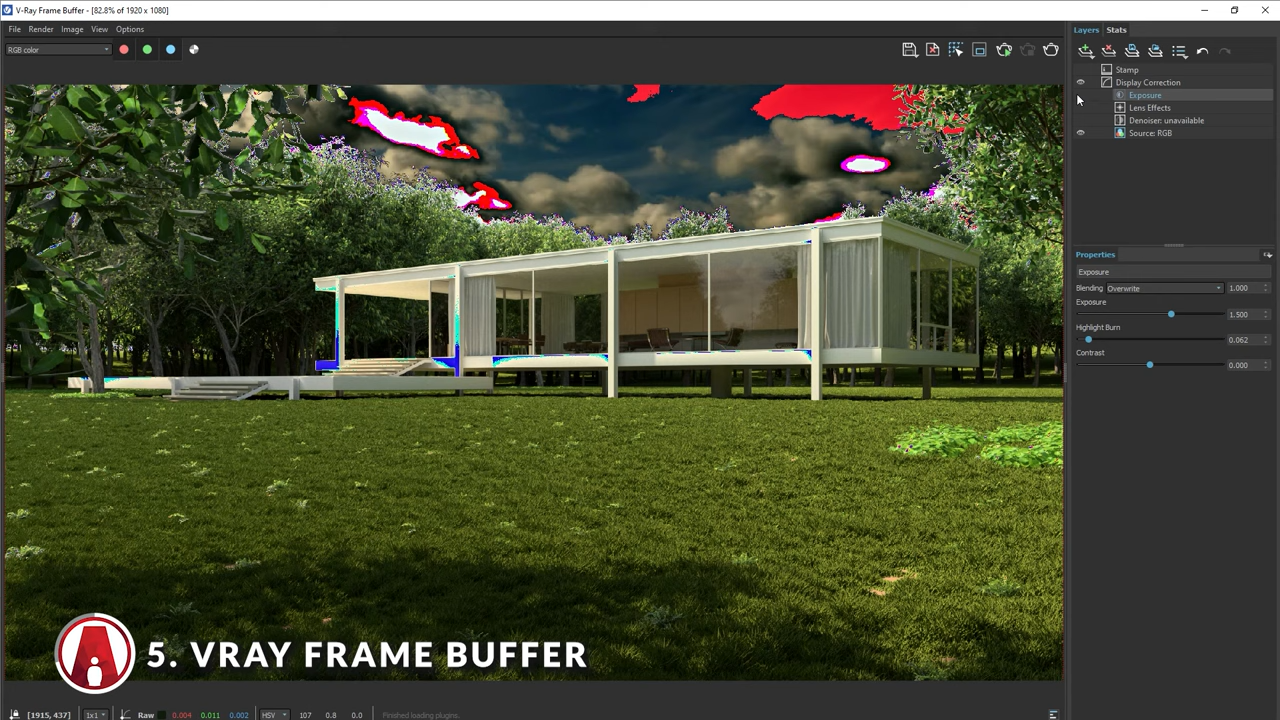 V-Ray Frame Buffer - [82.8% of 1920 x 1080]
File Render Image View Options
Layers Stats
RGB color
Stamp
Display Correction
Exposure
Lens Effects
Denoiser: unavailable
Source: RGB
Properties
Exposure
Blending Overwrite 1.000
Exposure
1.500
Highlight Burn
0.062
Contrast
0.000
5. VRAY FRAME BUFFER
[1915, 437] 1x1 Raw 0.004 0.011 0.002 HSV 107 0.8 0.0 Finished loading plugins.